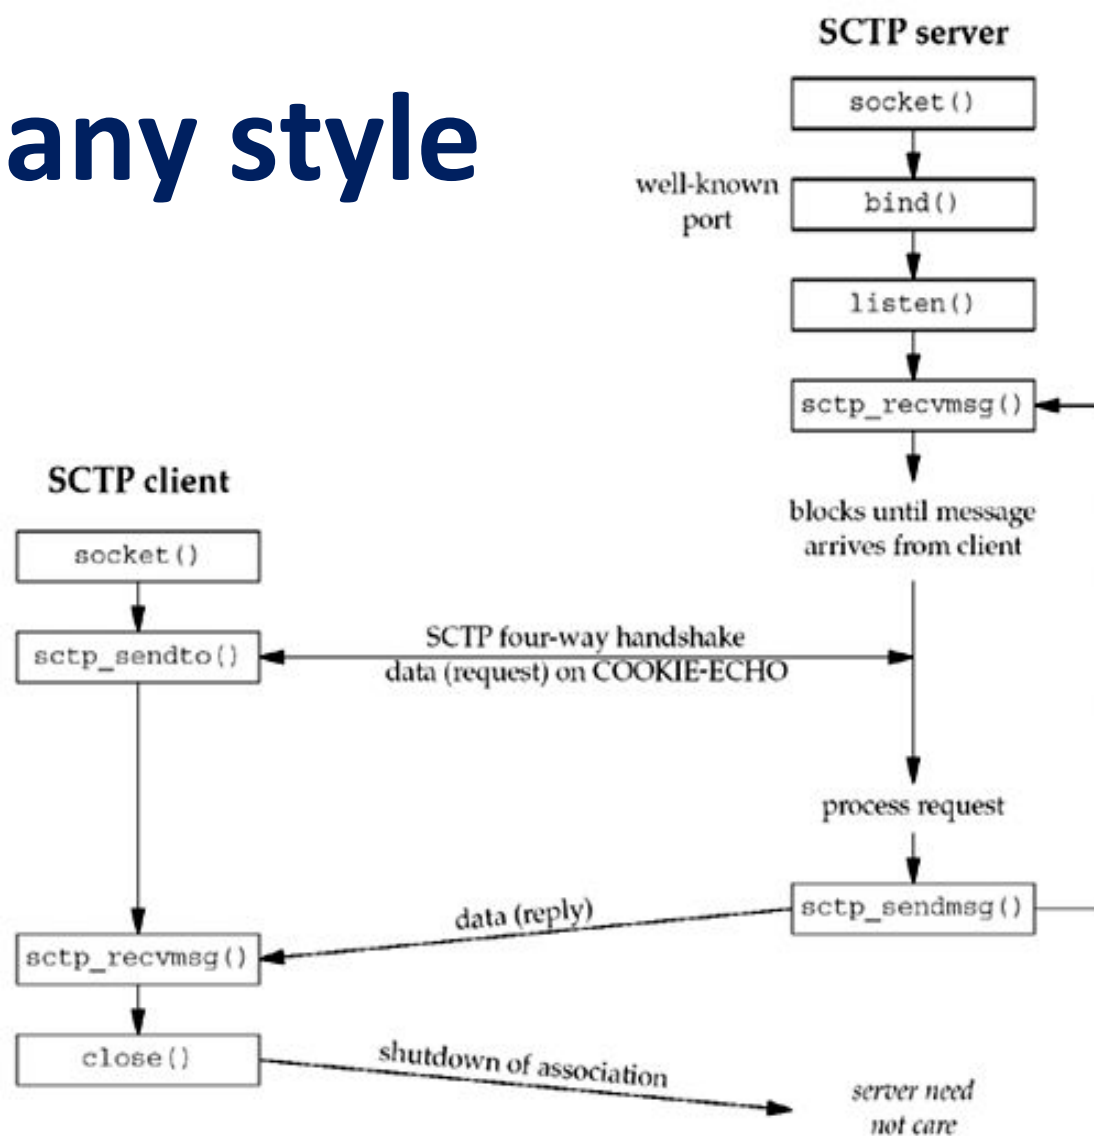 any style
SCTP server
socket()
well-known
port
bind()
listen()
sctp_recvmsg()
blocks until message
arrives from client
SCTP client
socket()
sctp_sendto()
SCTP four-way handshake
data (request) on COOKIE-ECHO
process request
sctp_sendmsg()
data (reply)
sctp_recvmsg()
close()
shutdown of association
server need
not care